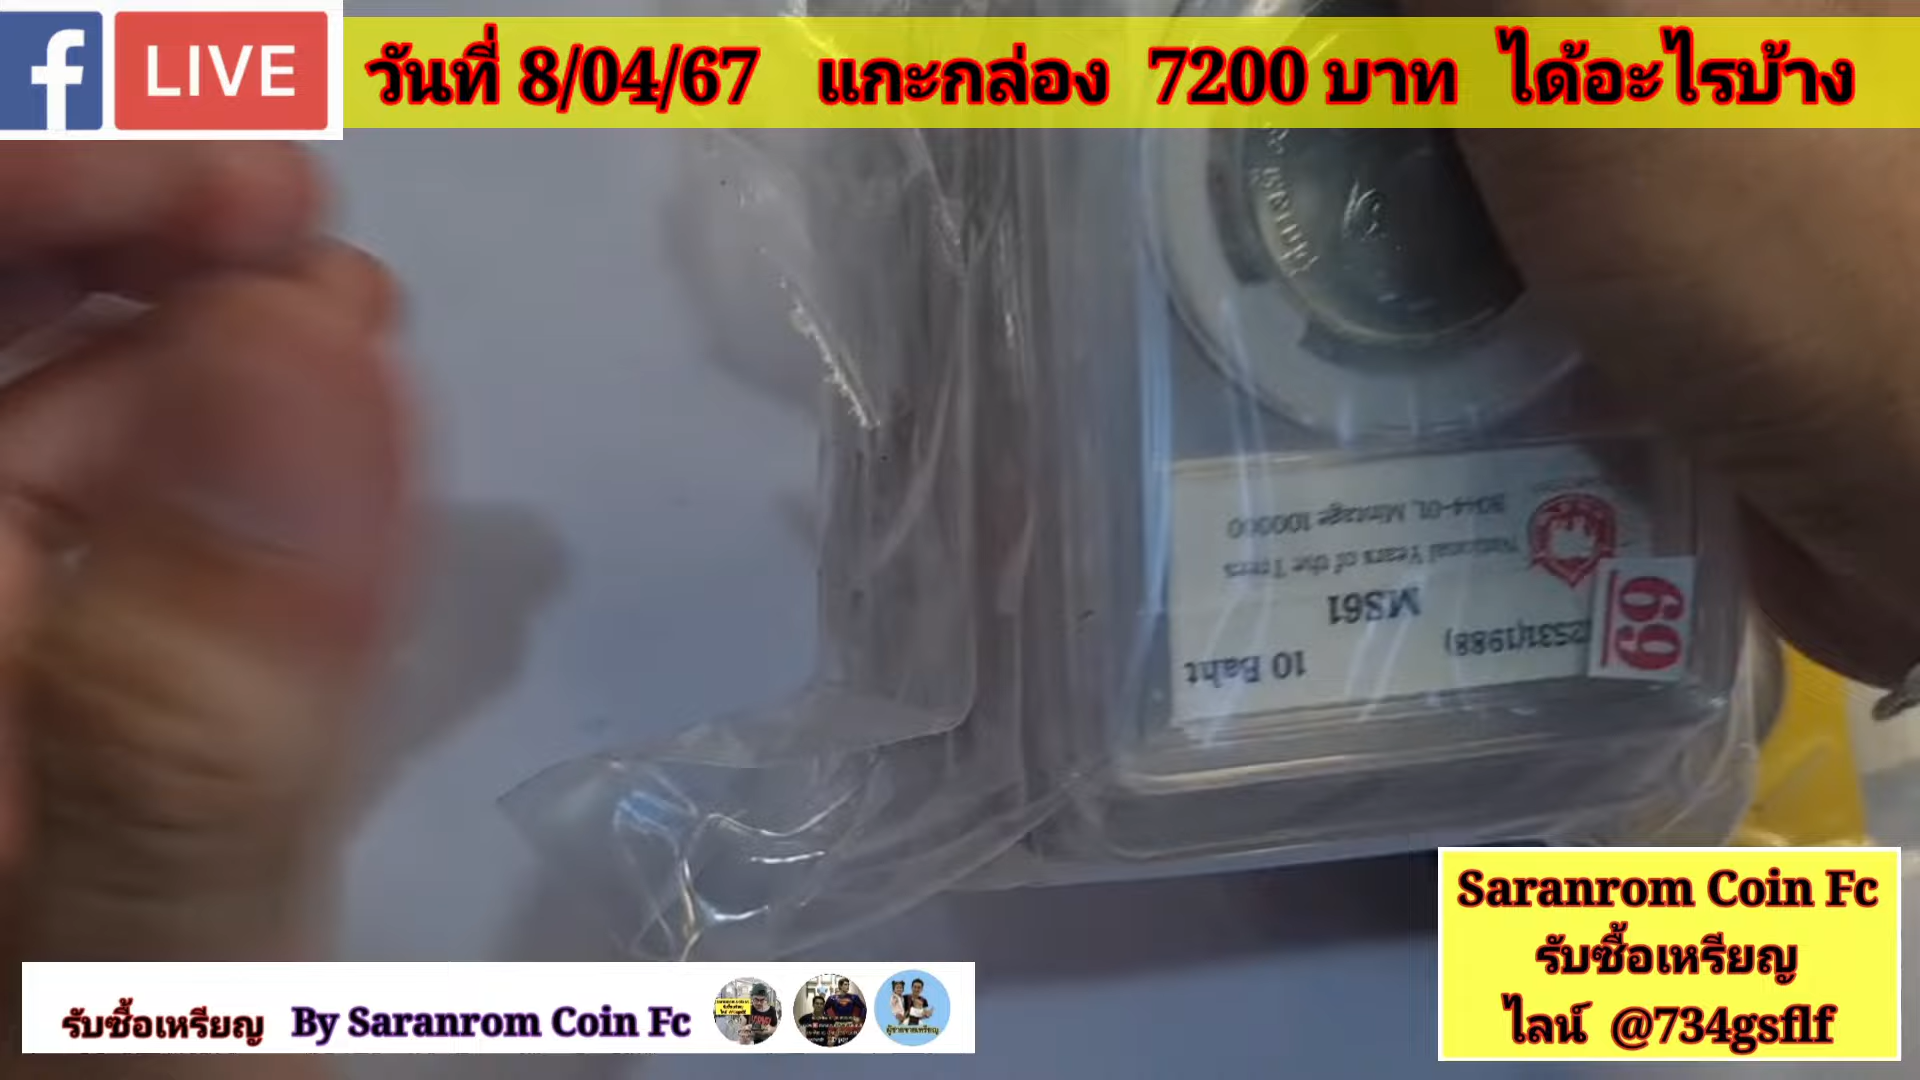 LIVE
วันที่ 8/04/67 แกะกล่อง 7200 บาท ได้อะไรบ้าง
10 Baht
2531(1988)
MS61
National Years of the Trees
Mintage 100000
69
Saranrom Coin Fc
รับซื้อเหรียญ
ไลน์ @734gsflf
รับซื้อเหรียญ By Saranrom Coin Fc